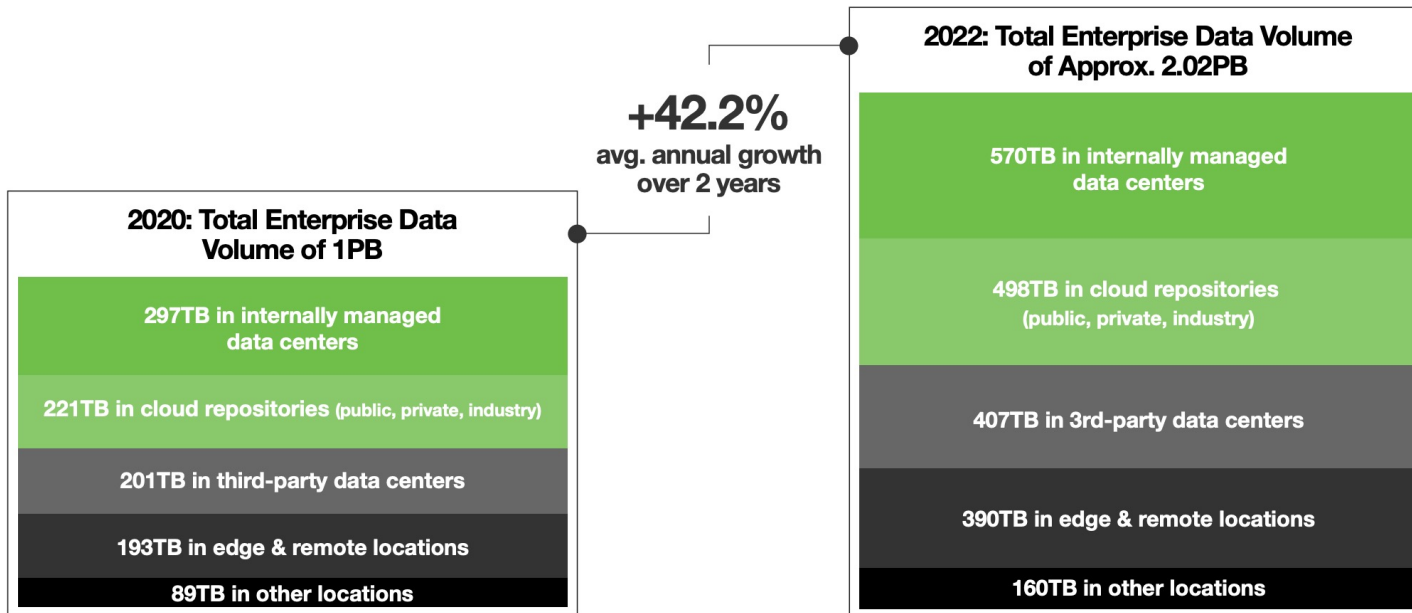 2020: Total Enterprise Data
Volume of 1PB
297TB in internally managed
data centers
221TB in cloud repositories (public, private, industry)
201TB in third-party data centers
193TB in edge & remote locations
89TB in other locations
+42.2%
avg. annual growth
over 2 years
2022: Total Enterprise Data Volume
of Approx. 2.02PB
570TB in internally managed
data centers
498TB in cloud repositories
(public, private, industry)
407TB in 3rd-party data centers
390TB in edge & remote locations
160TB in other locations